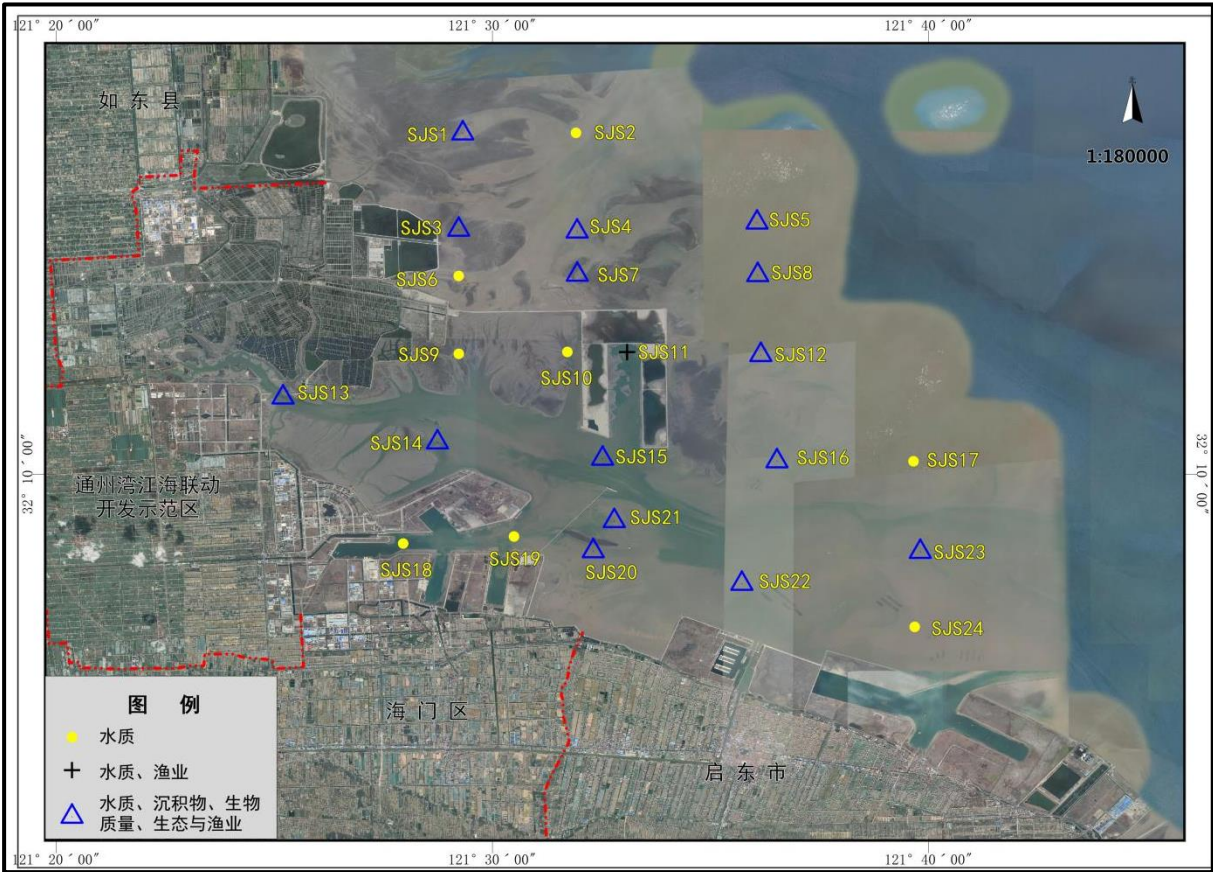 121° 20′00″
121° 30′00″
121° 40′00″
如东县
1:180000
SJS1
SJS2
SJS3
SJS4
SJS5
SJS6
SJS7
SJS8
SJS9
SJS10
SJS11
SJS12
SJS13
SJS14
SJS15
SJS16
SJS17
32° 10′00″
32° 10′00″
通州湾江海联动
开发示范区
SJS18
SJS19
SJS20
SJS21
SJS22
SJS23
SJS24
海门区
启东市
图 例
水质
水质、渔业
水质、沉积物、生物
质量、生态与渔业
121° 20′00″
121° 30′00″
121° 40′00″